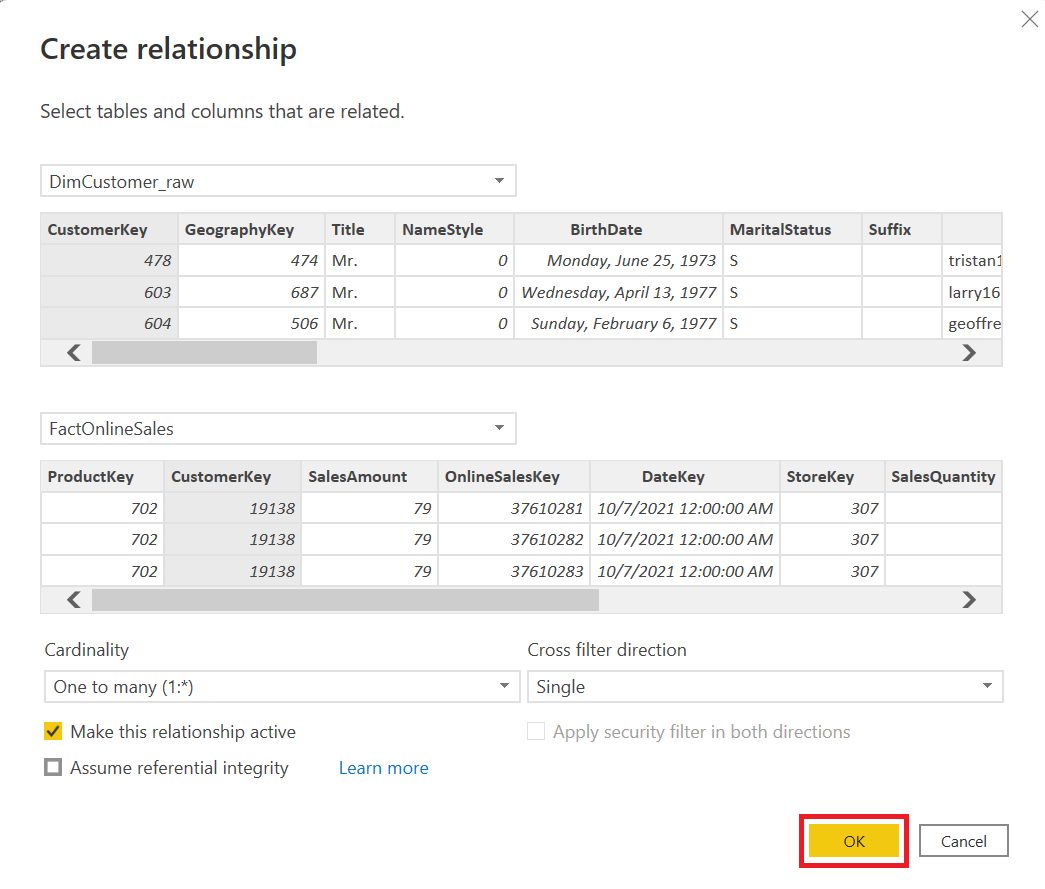 Create relationship
Select tables and columns that are related.
DimCustomer_raw
CustomerKey GeographyKey Title NameStyle BirthDate MaritalStatus Suffix
478 474 Mr. 0 Monday, June 25, 1973 S tristan1
603 687 Mr. 0 Wednesday, April 13, 1977 S larry16
604 506 Mr. 0 Sunday, February 6, 1977 S geoffre
FactOnlineSales
ProductKey CustomerKey SalesAmount OnlineSalesKey DateKey StoreKey SalesQuantity
702 19138 79 37610281 10/7/2021 12:00:00 AM 307
702 19138 79 37610282 10/7/2021 12:00:00 AM 307
702 19138 79 37610283 10/7/2021 12:00:00 AM 307
Cardinality Cross filter direction
One to many (1:*) Single
Make this relationship active Apply security filter in both directions
Assume referential integrity Learn more
OK Cancel